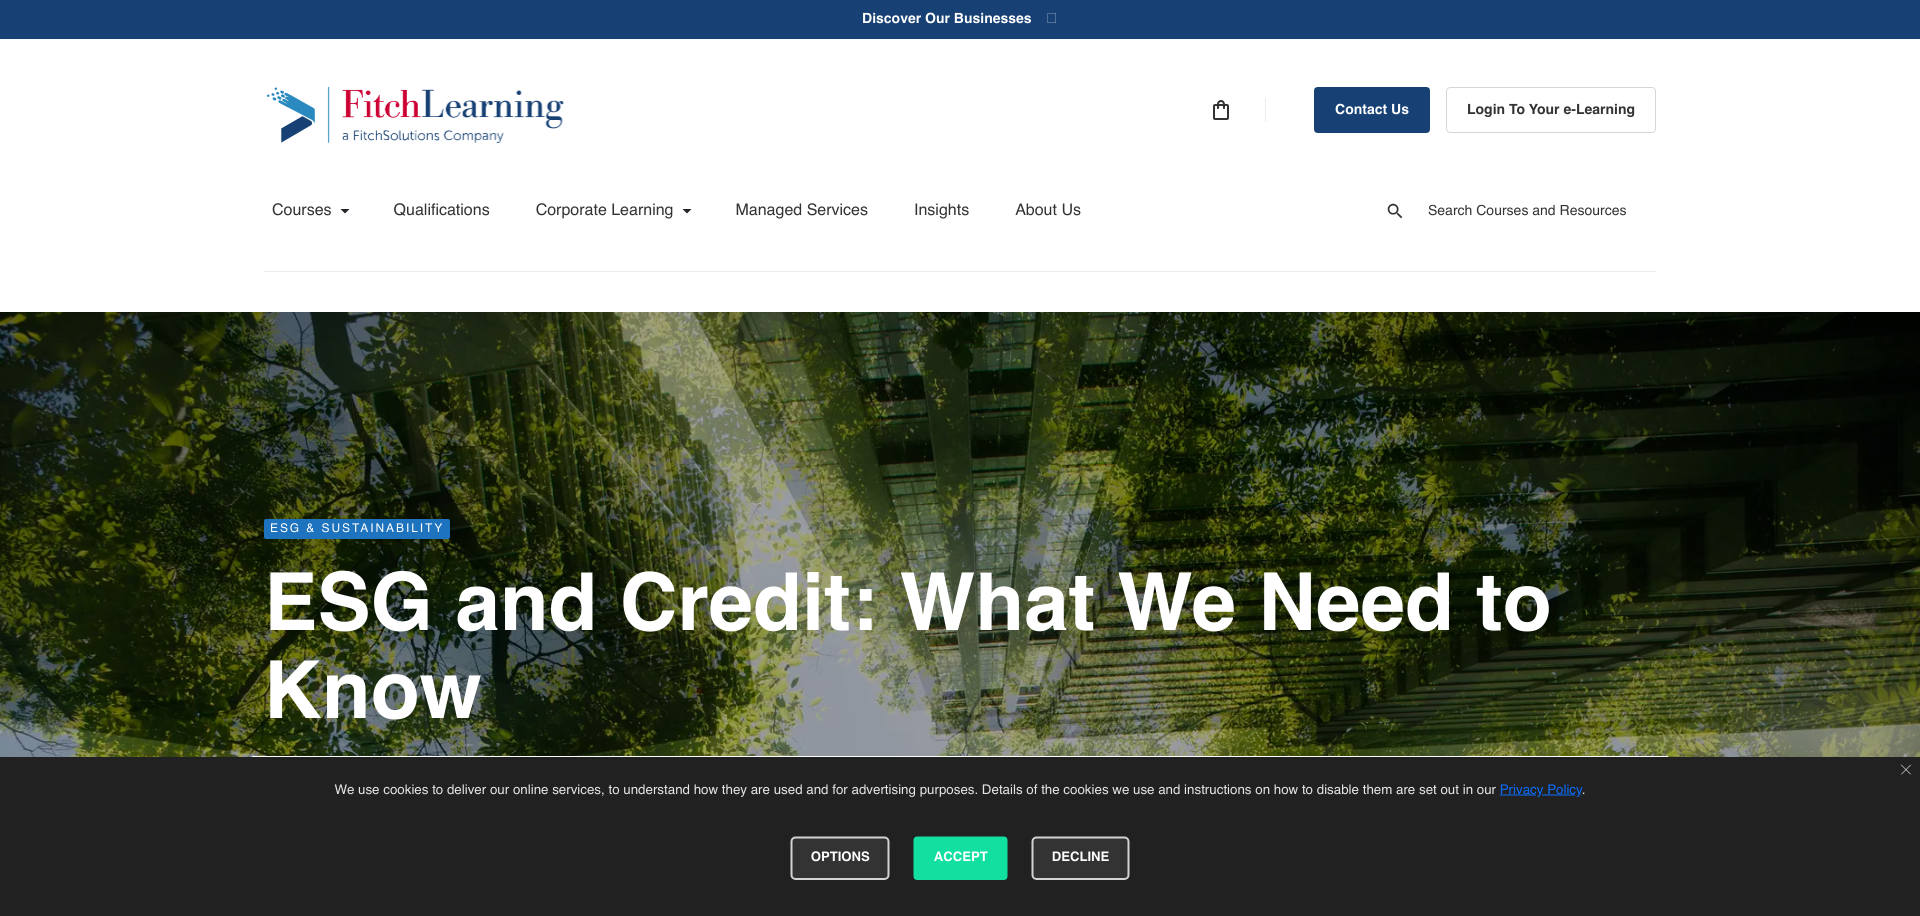 Discover Our Businesses
FitchLearning
a FitchSolutions Company
Contact Us
Login To Your e-Learning
Courses
Qualifications
Corporate Learning
Managed Services
Insights
About Us
Search Courses and Resources
ESG & SUSTAINABILITY
ESG and Credit: What We Need to
Know
We use cookies to deliver our online services, to understand how they are used and for advertising purposes. Details of the cookies we use and instructions on how to disable them are set out in our Privacy Policy.
OPTIONS
ACCEPT
DECLINE